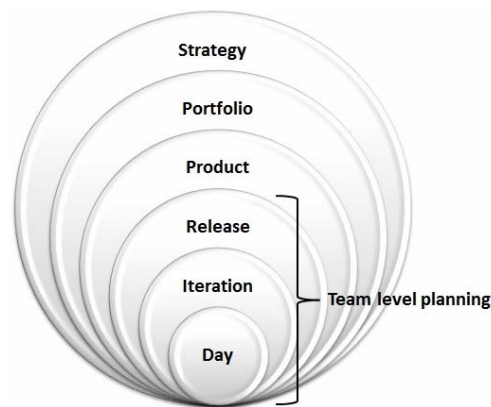 Strategy
Portfolio
Product
Release
Iteration
Team level planning
Day